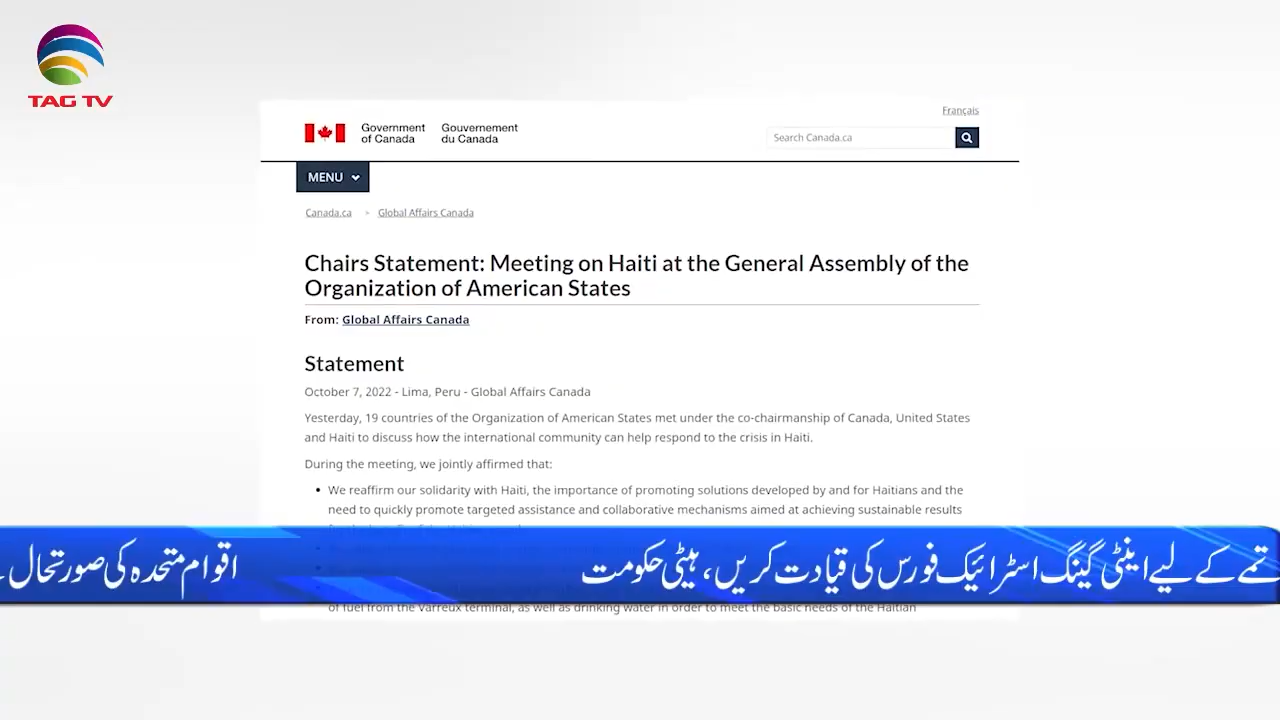 TAG TV
Français
Government of Canada
Gouvernement du Canada
Search Canada.ca
MENU
Canada.ca > Global Affairs Canada
Chairs Statement: Meeting on Haiti at the General Assembly of the
Organization of American States
From: Global Affairs Canada
Statement
October 7, 2022 - Lima, Peru - Global Affairs Canada
Yesterday, 19 countries of the Organization of American States met under the co-chairmanship of Canada, United States
and Haiti to discuss how the international community can help respond to the crisis in Haiti.
During the meeting, we jointly affirmed that:
• We reaffirm our solidarity with Haiti, the importance of promoting solutions developed by and for Haitians and the
need to quickly promote targeted assistance and collaborative mechanisms aimed at achieving sustainable results
تمے کے لیے اینٹی گینگ اسٹرائیک فورس کی قیادت کریں، ہیٹی حکومت
اقوام متحدہ کی صورتحال
of fuel from the Varreux terminal, as well as drinking water in order to meet the basic needs of the Haitian